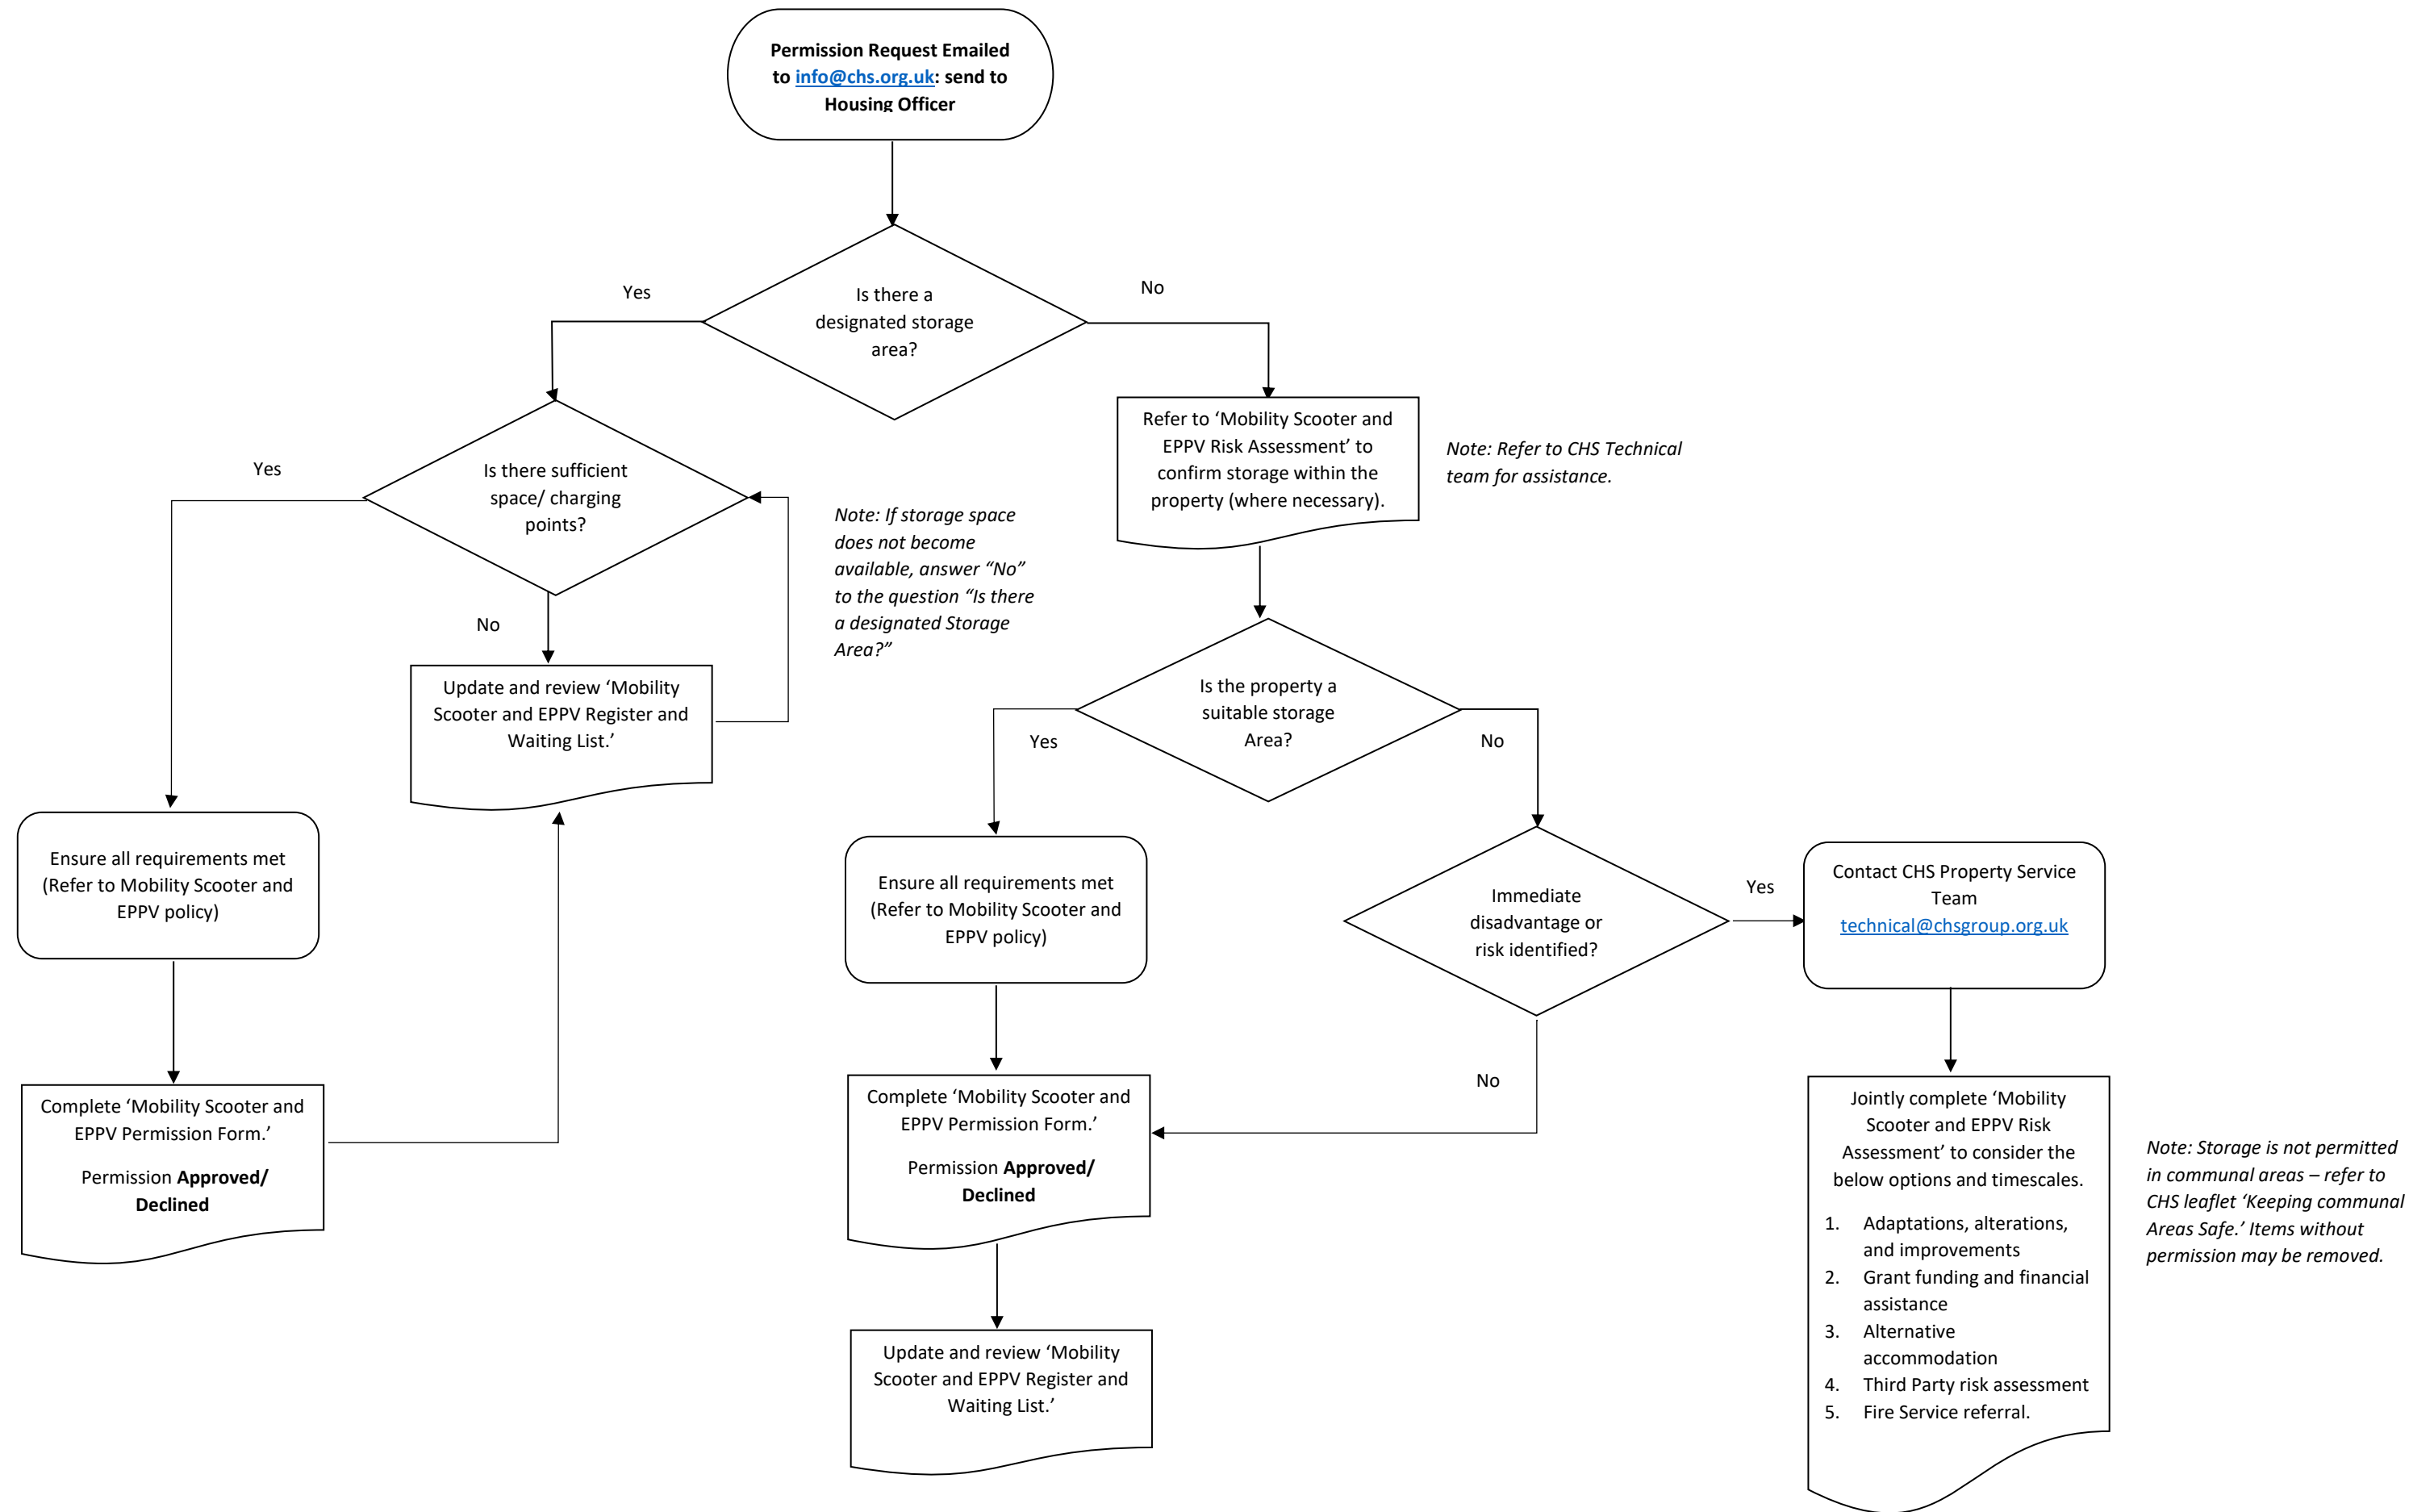 Permission Request Emailed
to info@chs.org.uk: send to
Housing Officer
Is there a
designated storage
area?
Yes
No
Is there sufficient
space/ charging
points?
Yes
No
Note: If storage space
does not become
available, answer “No”
to the question “Is there
a designated Storage
Area?”
Refer to ‘Mobility Scooter and
EPPV Risk Assessment’ to
confirm storage within the
property (where necessary).
Note: Refer to CHS Technical
team for assistance.
Update and review ‘Mobility
Scooter and EPPV Register and
Waiting List.’
Is the property a
suitable storage
Area?
Yes
No
Ensure all requirements met
(Refer to Mobility Scooter and
EPPV policy)
Ensure all requirements met
(Refer to Mobility Scooter and
EPPV policy)
Immediate
disadvantage or
risk identified?
Yes
No
Contact CHS Property Service
Team
technical@chsgroup.org.uk
Complete ‘Mobility Scooter and
EPPV Permission Form.’
Permission Approved/
Declined
Complete ‘Mobility Scooter and
EPPV Permission Form.’
Permission Approved/
Declined
Jointly complete ‘Mobility
Scooter and EPPV Risk
Assessment’ to consider the
below options and timescales.
1. Adaptations, alterations,
and improvements
2. Grant funding and financial
assistance
3. Alternative
accommodation
4. Third Party risk assessment
5. Fire Service referral.
Note: Storage is not permitted
in communal areas – refer to
CHS leaflet ‘Keeping communal
Areas Safe.’ Items without
permission may be removed.
Update and review ‘Mobility
Scooter and EPPV Register and
Waiting List.’